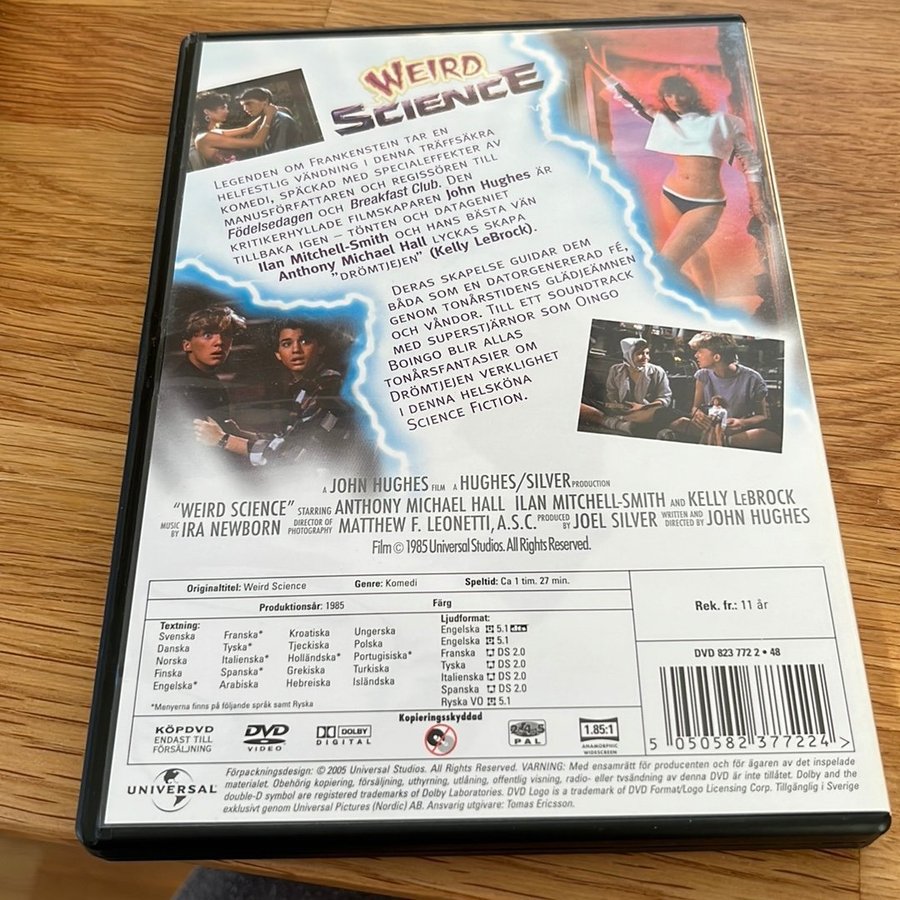 WEIRD
SCIENCE
LEGENDEN OM FRANKENSTEIN TAR EN
HELFESTLIG VÄNDNING I DENNA TRÄFFSÄKRA
KOMEDI, SPÄCKAD MED SPECIALEFFEKTER AV
MANUSFÖRFATTAREN OCH REGISSÖREN TILL
Födelsedagen OCH Breakfast Club. DEN
KRITIKERHYLLADE FILMSKAPAREN John Hughes ÄR
TILLBAKA IGEN – TÖNTEN OCH DATAGENIET
Ilan Mitchell-Smith OCH HANS BÄSTA VÄN
Anthony Michael Hall LYCKAS SKAPA
"DRÖMTJEJEN" (Kelly LeBrock).
DERAS SKAPELSE GUIDAR DEM
BÅDA SOM EN DATORGENERERAD FÉ,
GENOM TONÅRSTIDENS GLÄDJEÄMNEN
OCH VÅNDOR. TILL ETT SOUNDTRACK
MED SUPERSTJÄRNOR SOM OINGO
BOINGO BLIR ALLAS
TONÅRSFANTASIER OM
DRÖMTJEJEN VERKLIGHET
I DENNA HELSKÖNA
SCIENCE FICTION.
A JOHN HUGHES FILM A HUGHES/SILVER PRODUCTION
"WEIRD SCIENCE" STARRING ANTHONY MICHAEL HALL ILAN MITCHELL-SMITH AND KELLY LeBROCK
MUSIC BY IRA NEWBORN DIRECTOR OF PHOTOGRAPHY MATTHEW F. LEONETTI, A.S.C. PRODUCED BY JOEL SILVER WRITTEN AND DIRECTED BY JOHN HUGHES
Film © 1985 Universal Studios. All Rights Reserved.
Originaltitel: Weird Science Genre: Komedi Speltid: Ca 1 tim. 27 min.
Produktionsår: 1985 Färg
Rek. fr.: 11 år
Textning:
Svenska Franska* Kroatiska Ungerska
Danska Tyska* Tjeckiska Polska
Norska Italienska* Holländska* Portugisiska*
Finska Spanska* Grekiska Turkiska
Engelska* Arabiska Hebreiska Isländska
*Menyerna finns på följande språk samt Ryska
Ljudformat:
Engelska 5.1 dts
Engelska 5.1
Franska DS 2.0
Tyska DS 2.0
Italienska DS 2.0
Spanska DS 2.0
Ryska VO 5.1
DVD 823 772 2 • 48
5 050582 377224 >
KÖPDVD
ENDAST TILL
FÖRSÄLJNING
DVD
VIDEO
DOLBY
DIGITAL
Kopieringsskyddad
PAL
1.85:1
ANAMORPHIC
WIDESCREEN
UNIVERSAL
Förpackningsdesign: © 2005 Universal Studios. All Rights Reserved. VARNING: Med ensamrätt för producenten och för ägaren av det inspelade
materialet. Obehörig kopiering, försäljning, uthyrning, utlåning, offentlig visning, radio- eller tvsändning av denna DVD är inte tillåtet. Dolby and the
double-D symbol are registered trademarks of Dolby Laboratories. DVD Logo is a trademark of DVD Format/Logo Licensing Corp. Tillgänglig i Sverige
exklusivt genom Universal Pictures (Nordic) AB. Ansvarig utgivare: Tomas Ericsson.